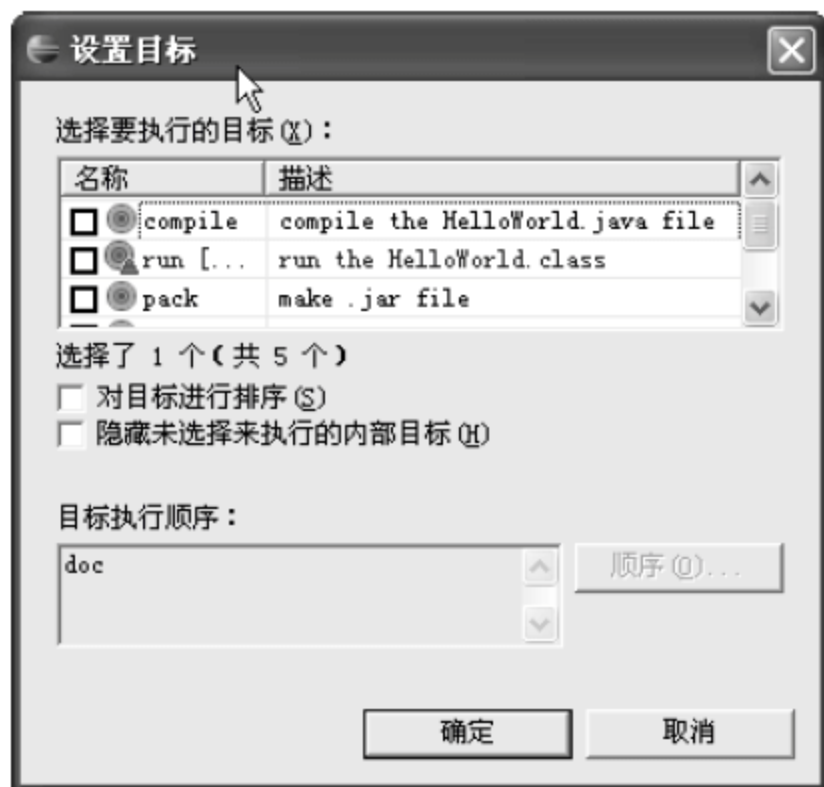 设置目标
选择要执行的目标(X)：
名称 描述
compile compile the HelloWorld.java file
run [... run the HelloWorld.class
pack make .jar file
选择了 1 个(共 5 个)
对目标进行排序(S)
隐藏未选择来执行的内部目标(H)
目标执行顺序：
doc
顺序(O)...
确定 取消